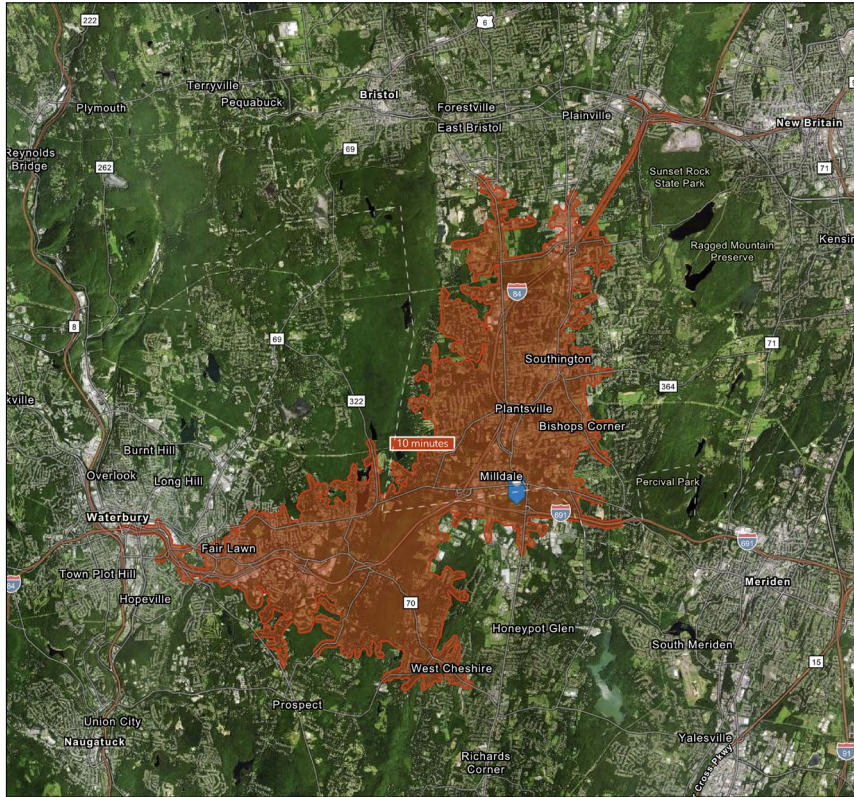 222
6
Terryville
Bristol
Plymouth
Pequabuck
Forestville
Plainville
New Britain
East Bristol
69
Reynolds
Bridge
262
71
Sunset Rock
State Park
Ragged Mountain
Preserve
84
8
69
71
Southington
364
322
Plantsville
Bishops Corner
10 minutes
Burnt Hill
Overlook
Long Hill
Milldale
Percival Park
Waterbury
691
691
Fair Lawn
Town Plot Hill
Meriden
84
Hopeville
70
Honeypot Glen
South Meriden
15
West Cheshire
Prospect
Union City
Naugatuck
Yalesville
91
Richards
Corner
Cross Pkwy